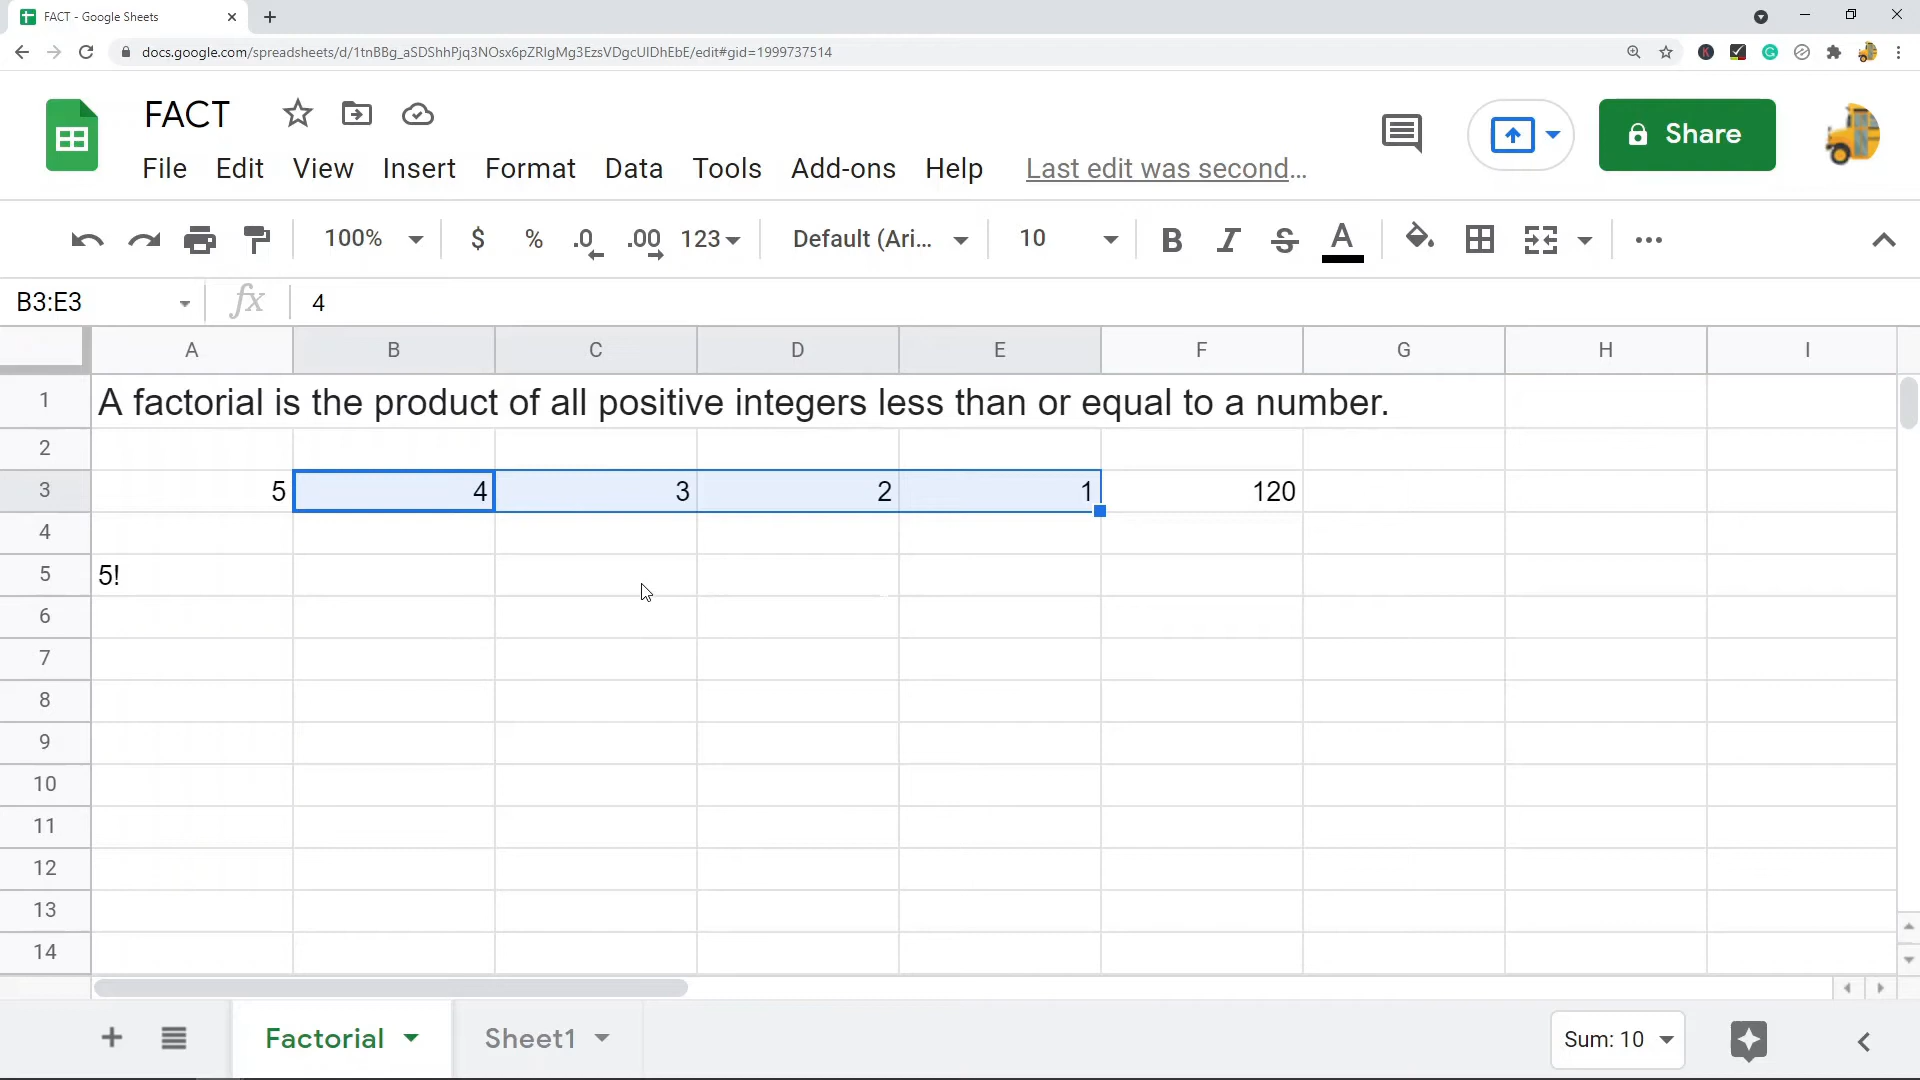 FACT - Google Sheets
docs.google.com/spreadsheets/d/1tnBBg_aSDShhPjq3NOsx6pZRIgMg3EzsVDgcUIDhEbE/edit#gid=1999737514
FACT
Share
File Edit View Insert Format Data Tools Add-ons Help Last edit was second...
100% $ % .0 .00 123 Default (Ari... 10 B I S A
B3:E3 fx 4
A B C D E F G H I
1 A factorial is the product of all positive integers less than or equal to a number.
2
3 5 4 3 2 1 120
4
5 5!
6
7
8
9
10
11
12
13
14
Factorial Sheet1 Sum: 10